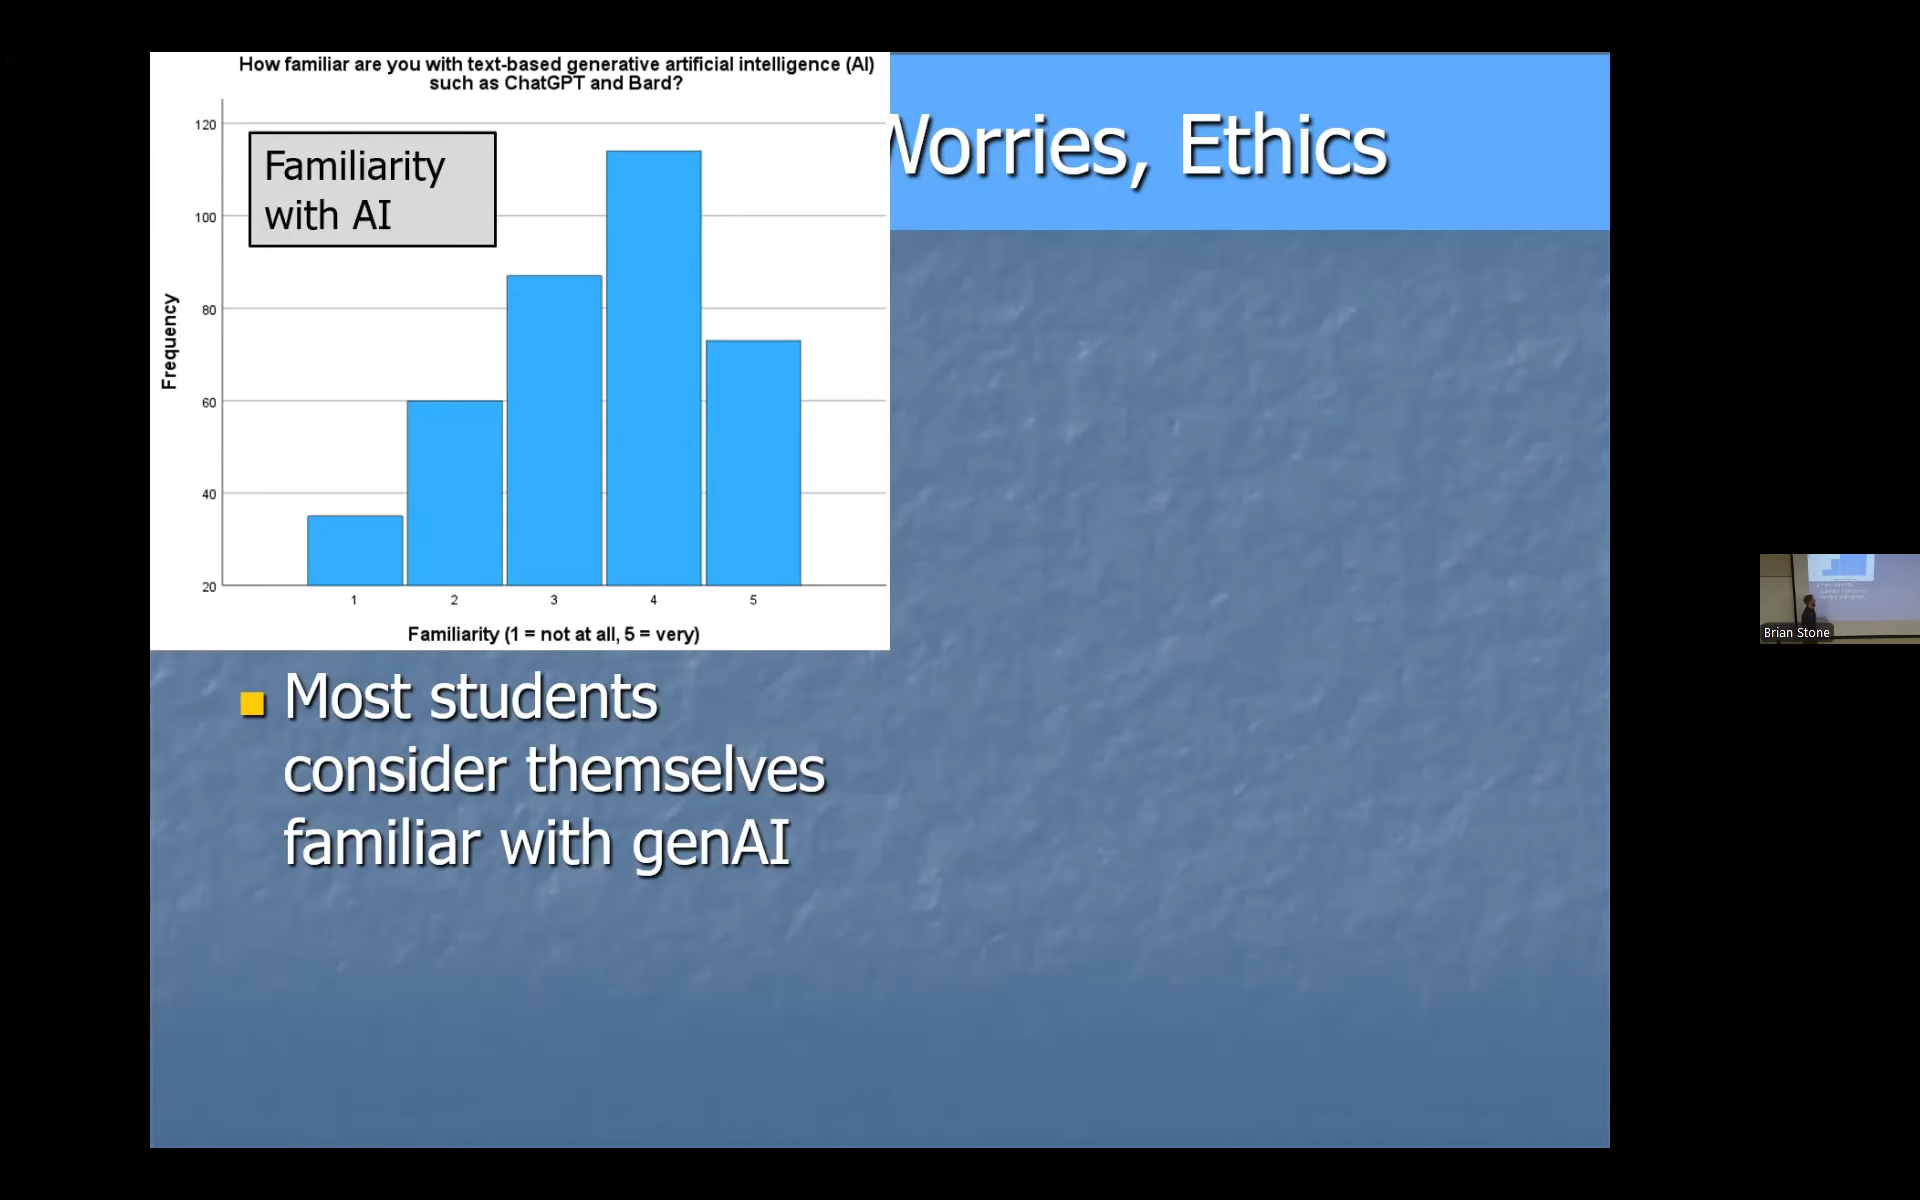 How familiar are you with text-based generative artificial intelligence (AI)
such as ChatGPT and Bard?
Worries, Ethics
Familiarity
with AI
Frequency
120
100
80
60
40
20
1 2 3 4 5
Familiarity (1 = not at all, 5 = very)
Most students
consider themselves
familiar with genAI
Brian Stone